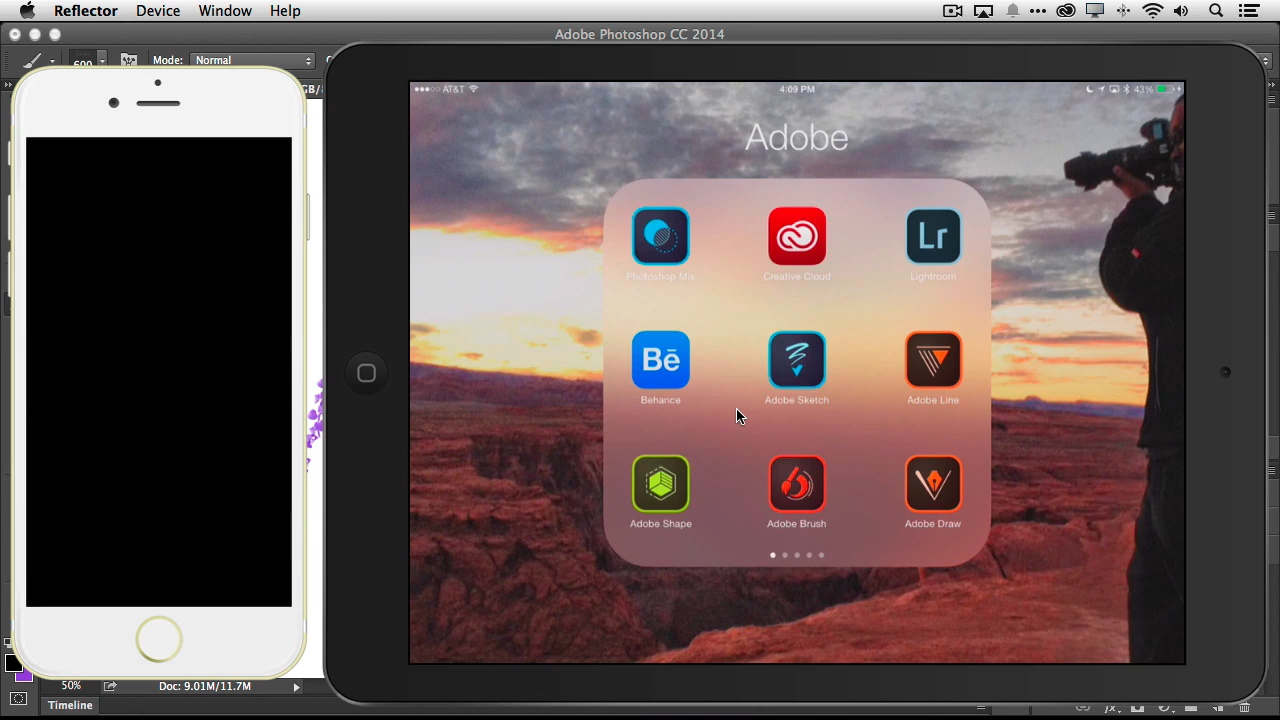 Reflector Device Window Help
Adobe Photoshop CC 2014
600 Mode: Normal
AT&T 4:09 PM 43%
Adobe
Photoshop Mix Creative Cloud Lightroom
Lr
Bē
Behance Adobe Sketch Adobe Line
Adobe Shape Adobe Brush Adobe Draw
50% Doc: 9.01M/11.7M
Timeline